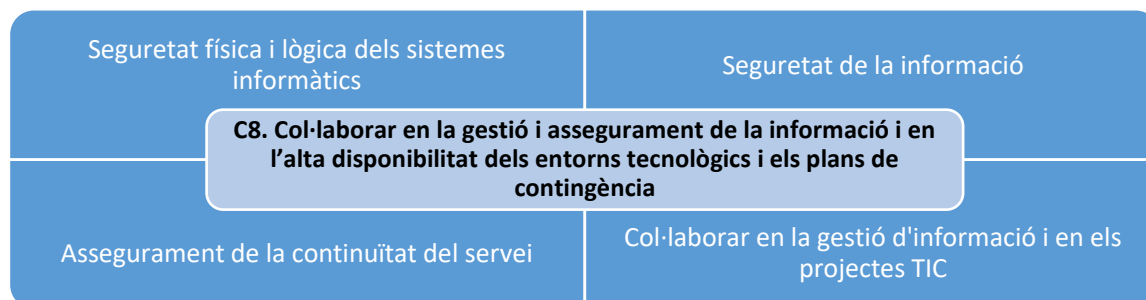 Seguretat física i lògica dels sistemes
informàtics
Seguretat de la informació
C8. Col·laborar en la gestió i assegurament de la informació i en
l'alta disponibilitat dels entorns tecnològics i els plans de
contingència
Assegurament de la continuïtat del servei
Col·laborar en la gestió d'informació i en els
projectes TIC